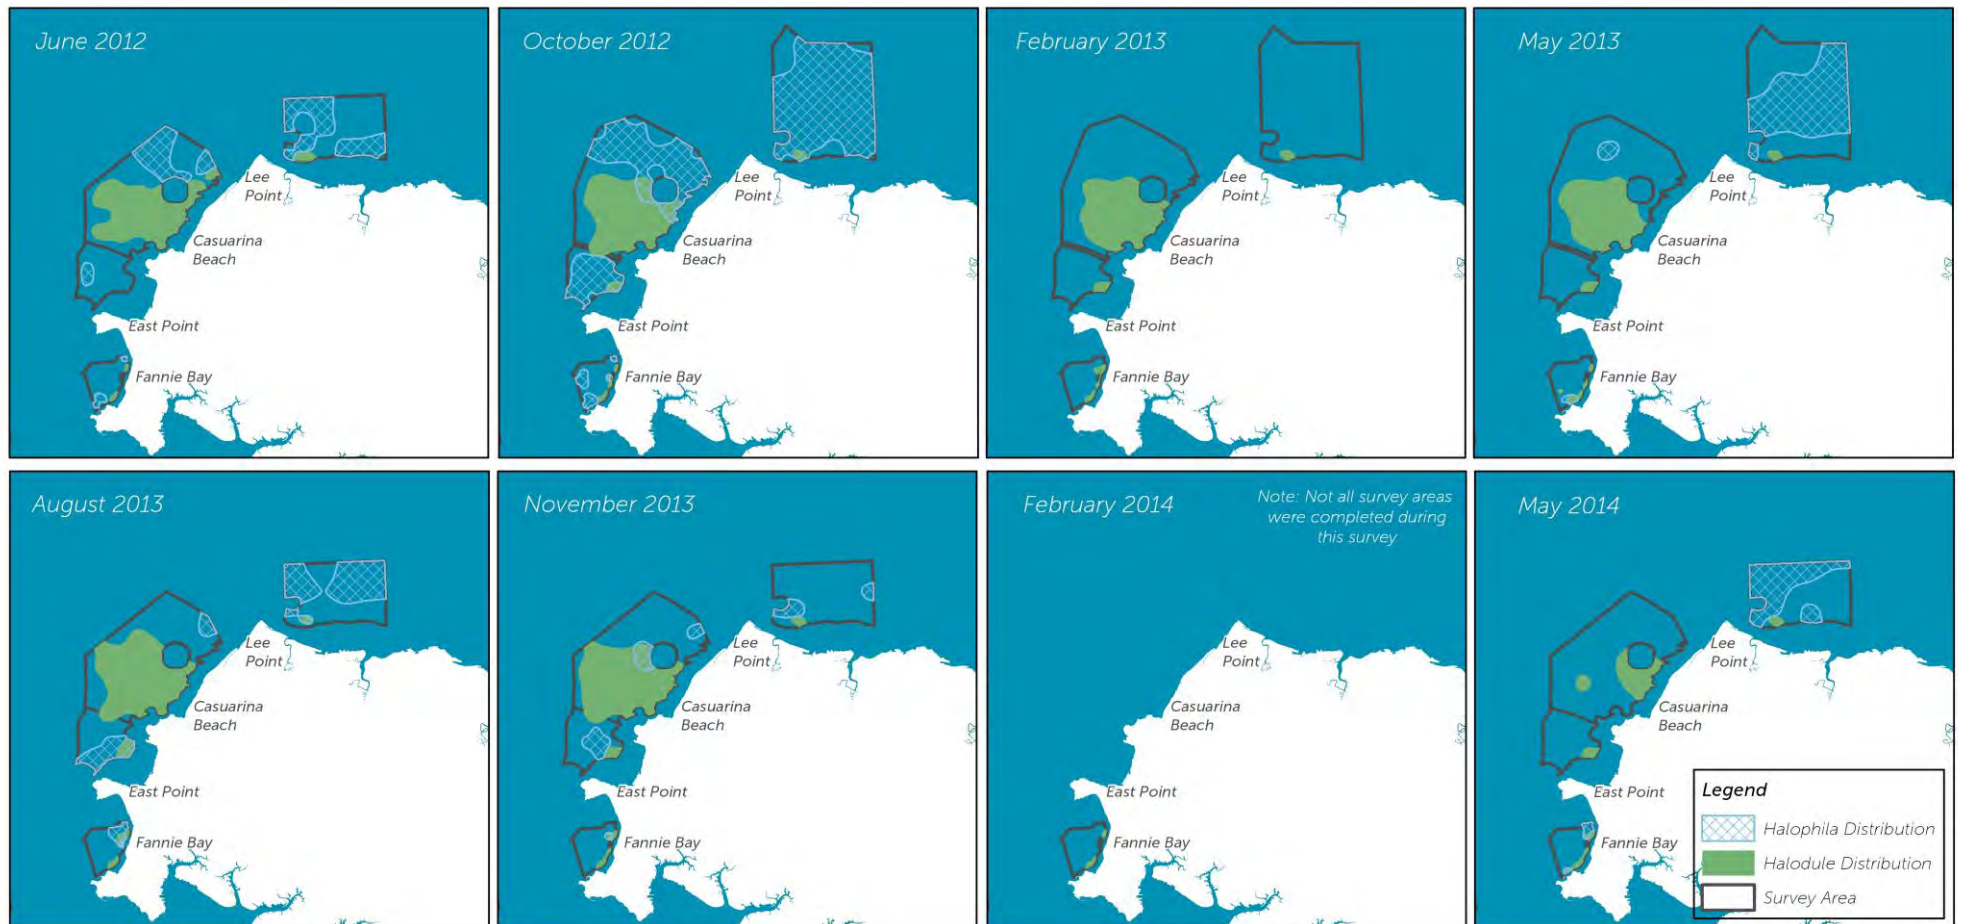 June 2012
Lee
Point
Casuarina
Beach
East Point
Fannie Bay
October 2012
Lee
Point
Casuarina
Beach
East Point
Fannie Bay
February 2013
Lee
Point
Casuarina
Beach
East Point
Fannie Bay
May 2013
Lee
Point
Casuarina
Beach
East Point
Fannie Bay
August 2013
Lee
Point
Casuarina
Beach
East Point
Fannie Bay
November 2013
Lee
Point
Casuarina
Beach
East Point
Fannie Bay
February 2014
Note: Not all survey areas
were completed during
this survey
Lee
Point
Casuarina
Beach
East Point
Fannie Bay
May 2014
Lee
Point
Casuarina
Beach
East Point
Fannie Bay
Legend
Halophila Distribution
Halodule Distribution
Survey Area